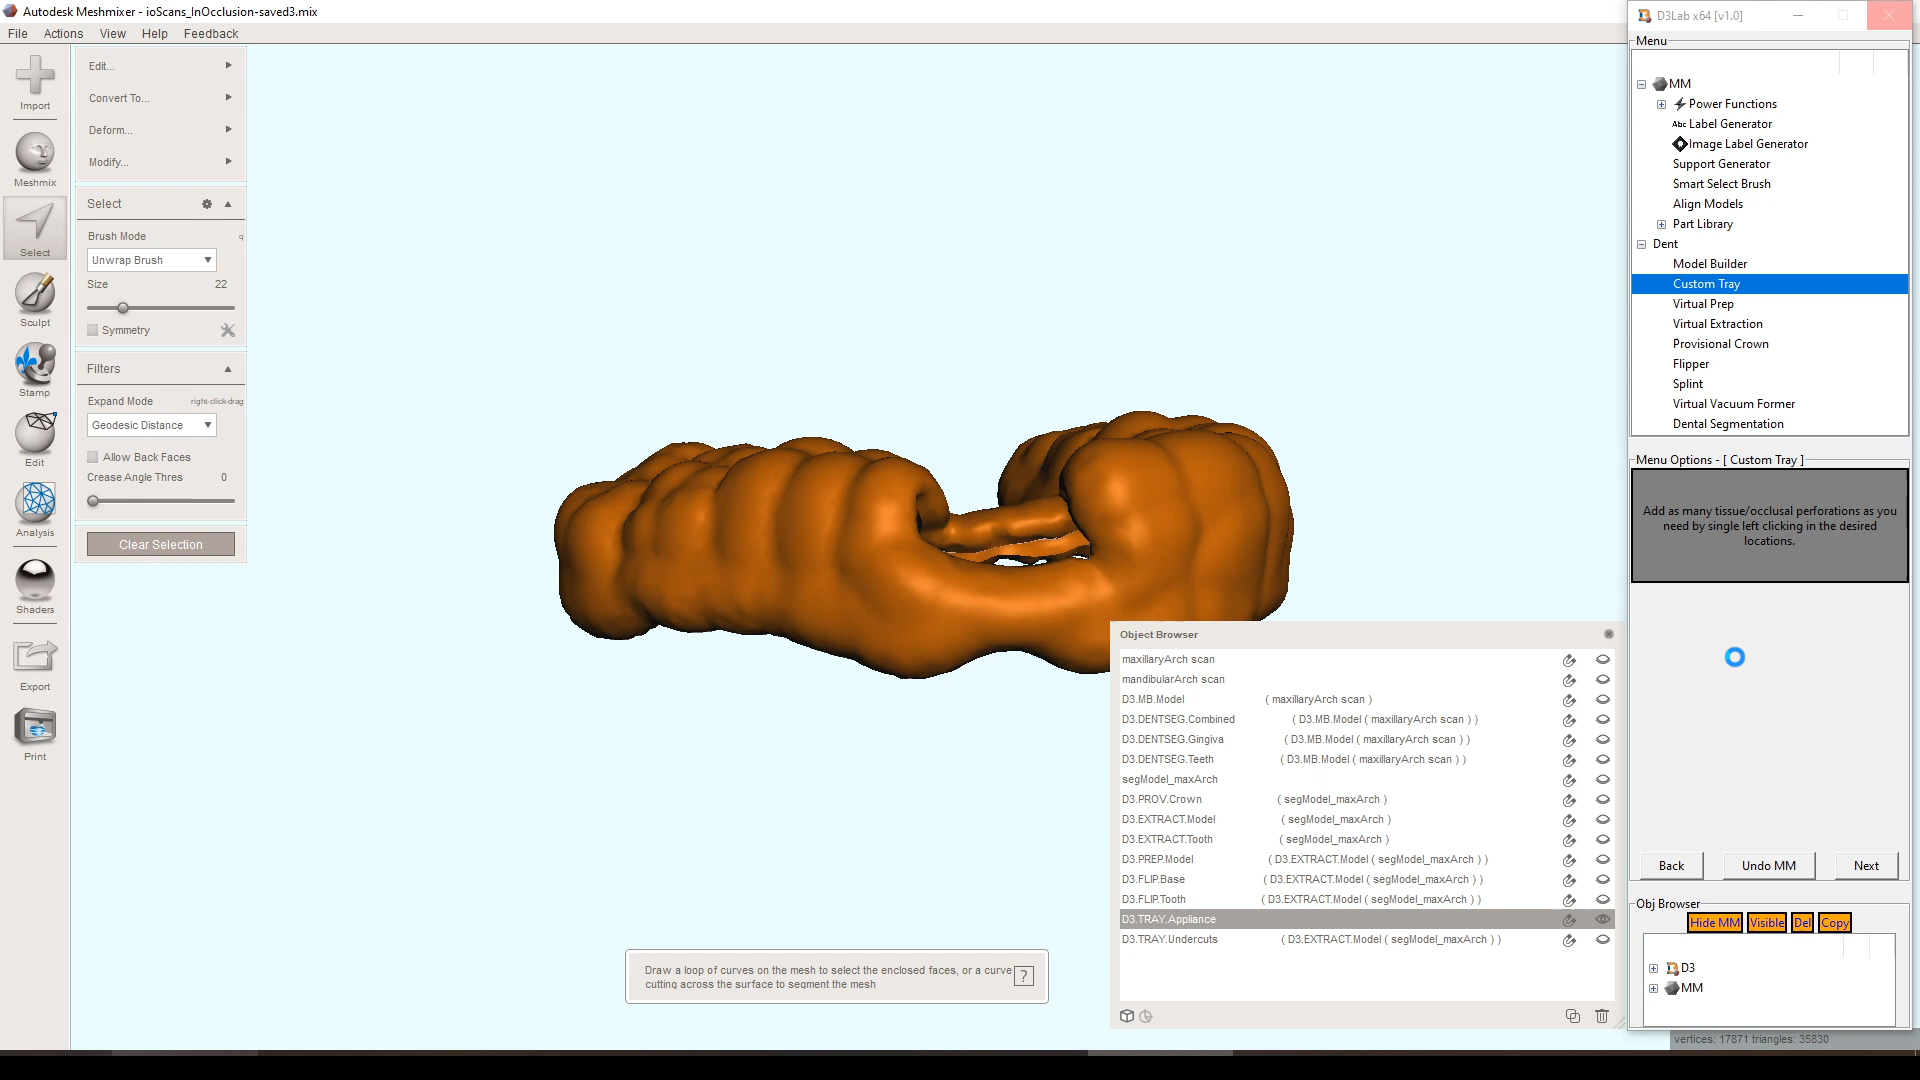 Autodesk Meshmixer - ioScans_InOcclusion-saved3.mix
File Actions View Help Feedback
Import
Meshmix
Select
Sculpt
Stamp
Edit
Analysis
Shaders
Export
Print
Edit...
Convert To...
Deform...
Modify...
Select
Brush Mode q
Unwrap Brush
Size 22
Symmetry
Filters
Expand Mode right-click-drag
Geodesic Distance
Allow Back Faces
Crease Angle Thres 0
Clear Selection
Draw a loop of curves on the mesh to select the enclosed faces, or a curve
cutting across the surface to segment the mesh
?
Object Browser
maxillaryArch scan
mandibularArch scan
D3.MB.Model ( maxillaryArch scan )
D3.DENTSEG.Combined ( D3.MB.Model ( maxillaryArch scan ) )
D3.DENTSEG.Gingiva ( D3.MB.Model ( maxillaryArch scan ) )
D3.DENTSEG.Teeth ( D3.MB.Model ( maxillaryArch scan ) )
segModel_maxArch
D3.PROV.Crown ( segModel_maxArch )
D3.EXTRACT.Model ( segModel_maxArch )
D3.EXTRACT.Tooth ( segModel_maxArch )
D3.PREP.Model ( D3.EXTRACT.Model ( segModel_maxArch ) )
D3.FLIP.Base ( D3.EXTRACT.Model ( segModel_maxArch ) )
D3.FLIP.Tooth ( D3.EXTRACT.Model ( segModel_maxArch ) )
D3.TRAY.Appliance
D3.TRAY.Undercuts ( D3.EXTRACT.Model ( segModel_maxArch ) )
D3Lab x64 [v1.0]
Menu
MM
Power Functions
Abc Label Generator
Image Label Generator
Support Generator
Smart Select Brush
Align Models
Part Library
Dent
Model Builder
Custom Tray
Virtual Prep
Virtual Extraction
Provisional Crown
Flipper
Splint
Virtual Vacuum Former
Dental Segmentation
Menu Options - [ Custom Tray ]
Add as many tissue/occlusal perforations as you
need by single left clicking in the desired
locations.
Back Undo MM Next
Obj Browser
Hide MM Visible Del Copy
D3
MM
vertices: 17871 triangles: 35830